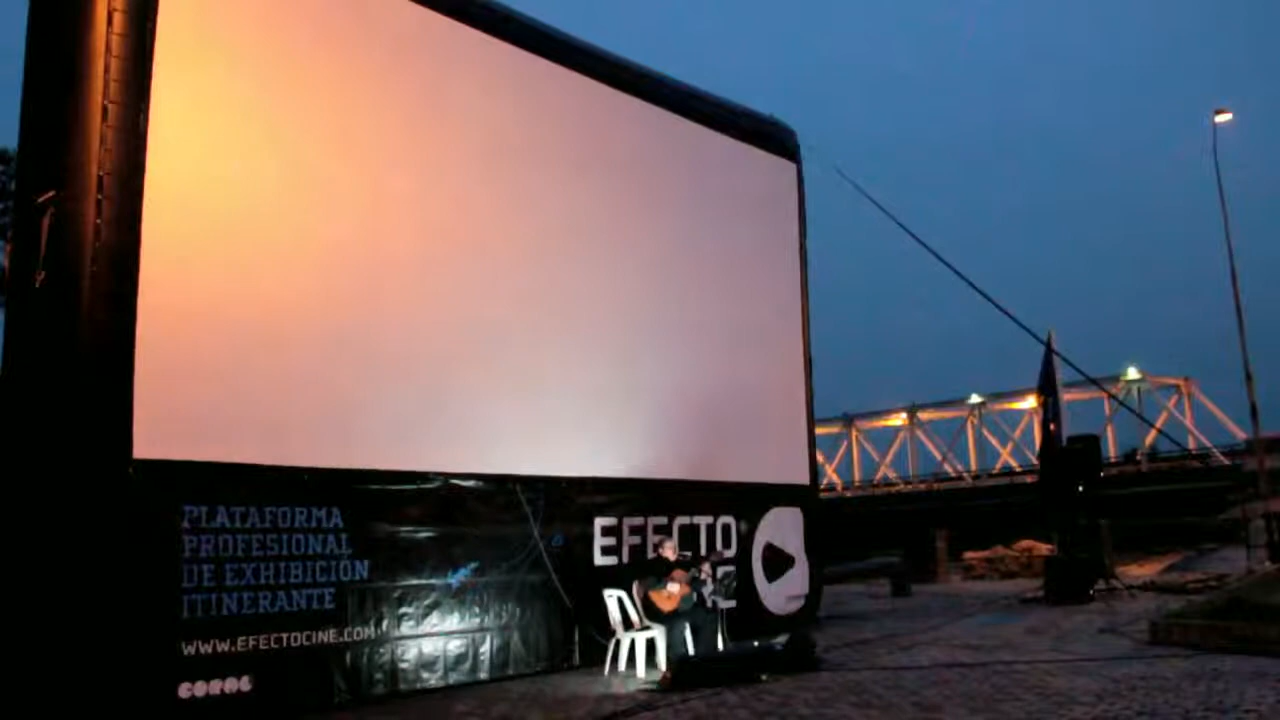 PLATAFORMA
PROFESIONAL
DE EXHIBICIÓN
ITINERANTE
WWW.EFECTOCINE.COM
EFECTO